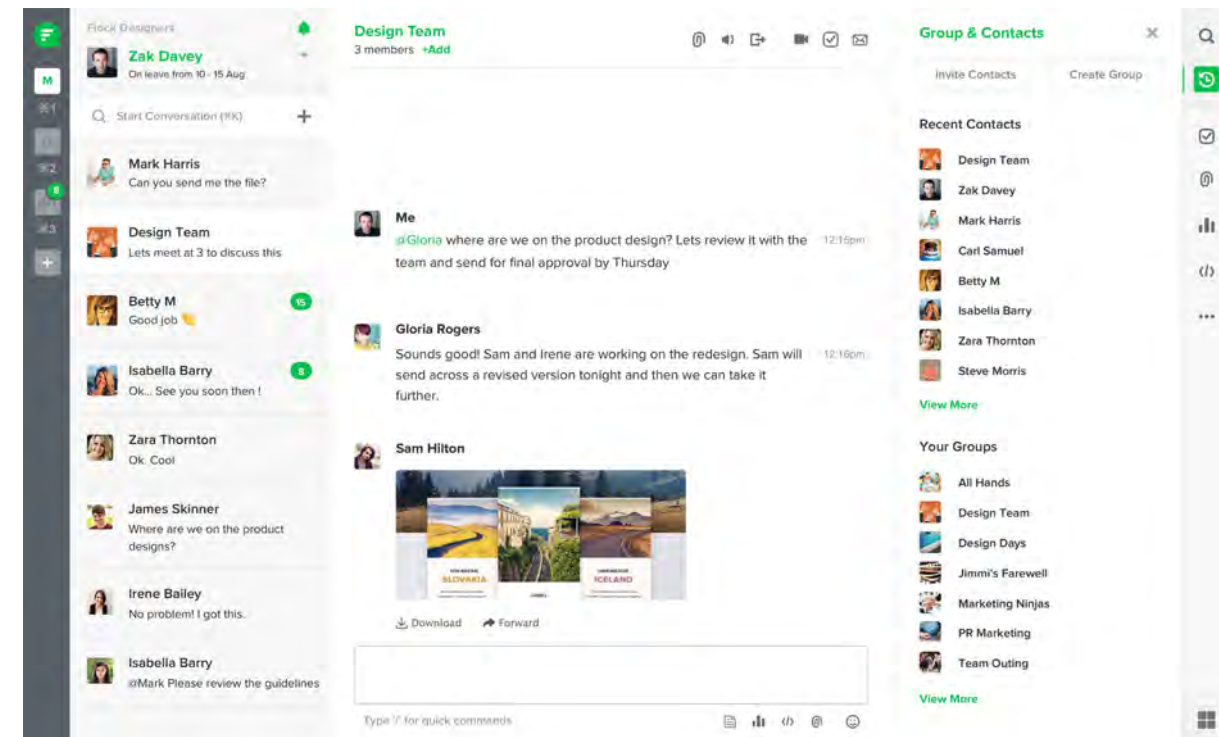 Flock Designers
Zak Davey
On leave from 10 - 15 Aug
M
⌘1
⌘2
8
⌘3
+
Start Conversation (⌘K)
+
Mark Harris
Can you send me the file?
Design Team
Lets meet at 3 to discuss this
Betty M
15
Good job 👏
Isabella Barry
8
Ok... See you soon then !
Zara Thornton
Ok. Cool
James Skinner
Where are we on the product
designs?
Irene Bailey
No problem! I got this.
Isabella Barry
@Mark Please review the guidelines
Design Team
3 members +Add
Me
@Gloria where are we on the product design? Lets review it with the
12:15pm
team and send for final approval by Thursday
Gloria Rogers
Sounds good! Sam and Irene are working on the redesign. Sam will
12:16pm
send across a revised version tonight and then we can take it
further.
Sam Hilton
SLOVAKIA
ICELAND
Download
Forward
Type '/' for quick commands
Group & Contacts
Invite Contacts
Create Group
Recent Contacts
Design Team
Zak Davey
Mark Harris
Carl Samuel
Betty M
Isabella Barry
Zara Thornton
Steve Morris
View More
Your Groups
All Hands
Design Team
Design Days
Jimmi's Farewell
Marketing Ninjas
PR Marketing
Team Outing
View More